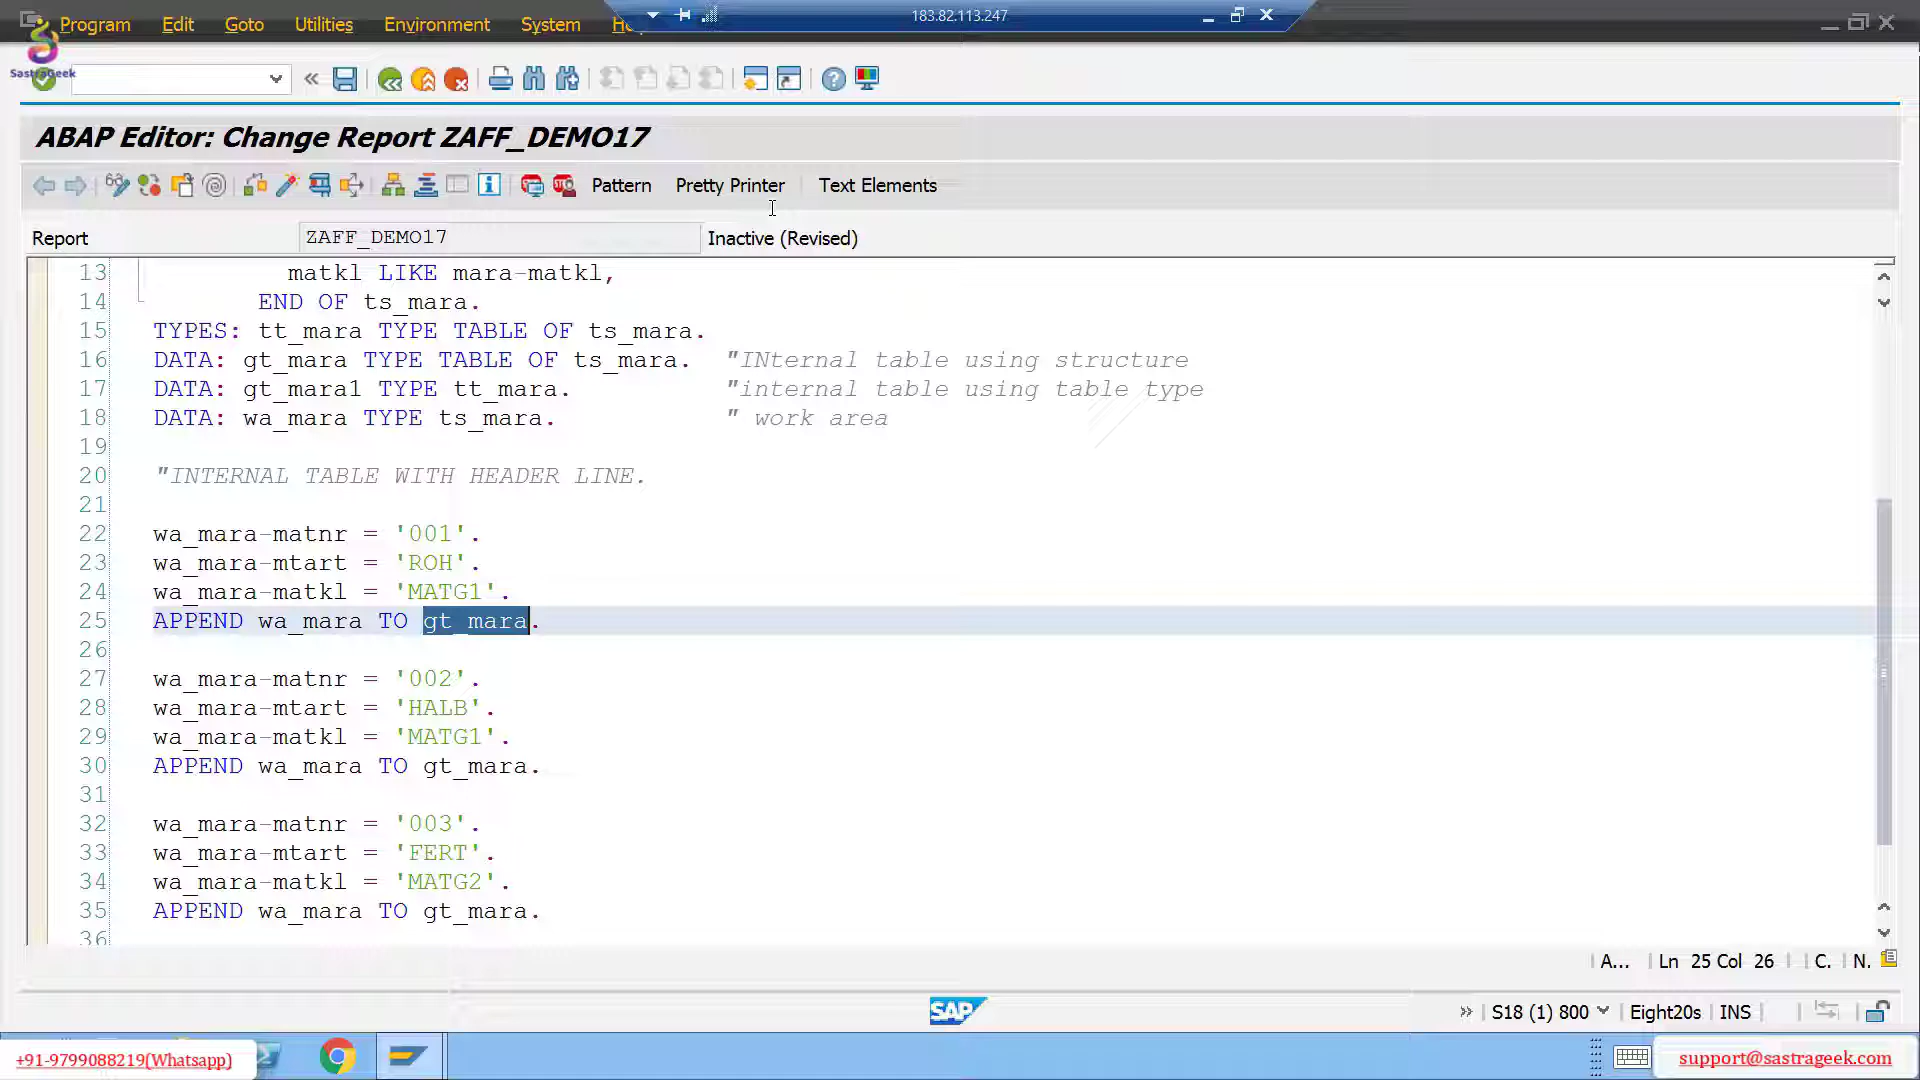 183.82.113.247
Program Edit Goto Utilities Environment System
SastraGeek
ABAP Editor: Change Report ZAFF_DEMO17
Pattern Pretty Printer Text Elements
Report ZAFF_DEMO17 Inactive (Revised)
13 matkl LIKE mara-matkl,
14 END OF ts_mara.
15 TYPES: tt_mara TYPE TABLE OF ts_mara.
16 DATA: gt_mara TYPE TABLE OF ts_mara. "INternal table using structure
17 DATA: gt_mara1 TYPE tt_mara. "internal table using table type
18 DATA: wa_mara TYPE ts_mara. " work area
19
20 "INTERNAL TABLE WITH HEADER LINE.
21
22 wa_mara-matnr = '001'.
23 wa_mara-mtart = 'ROH'.
24 wa_mara-matkl = 'MATG1'.
25 APPEND wa_mara TO gt_mara.
26
27 wa_mara-matnr = '002'.
28 wa_mara-mtart = 'HALB'.
29 wa_mara-matkl = 'MATG1'.
30 APPEND wa_mara TO gt_mara.
31
32 wa_mara-matnr = '003'.
33 wa_mara-mtart = 'FERT'.
34 wa_mara-matkl = 'MATG2'.
35 APPEND wa_mara TO gt_mara.
36
A... Ln 25 Col 26 C. N.
SAP
S18 (1) 800 Eight20s INS
+91-9799088219(Whatsapp)
support@sastrageek.com